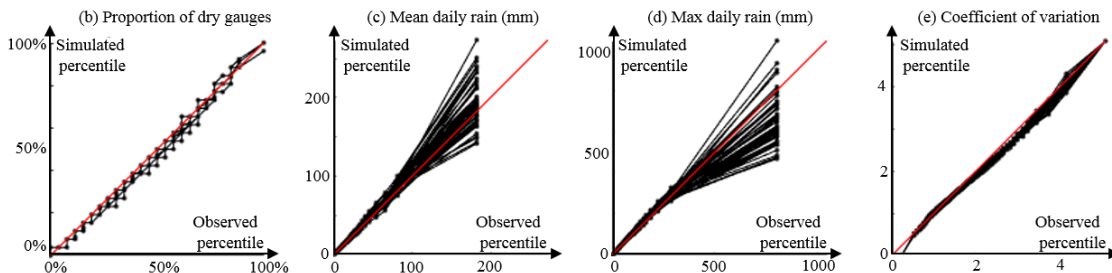 (b) Proportion of dry gauges
100%
Simulated
percentile
50%
0%
Observed
percentile
0%
50%
100%
(c) Mean daily rain (mm)
Simulated
percentile
200
100
0
Observed
percentile
0
100
200
(d) Max daily rain (mm)
1000
Simulated
percentile
500
0
Observed
percentile
0
500
1000
(e) Coefficient of variation
Simulated
percentile
4
2
0
Observed
percentile
0
2
4